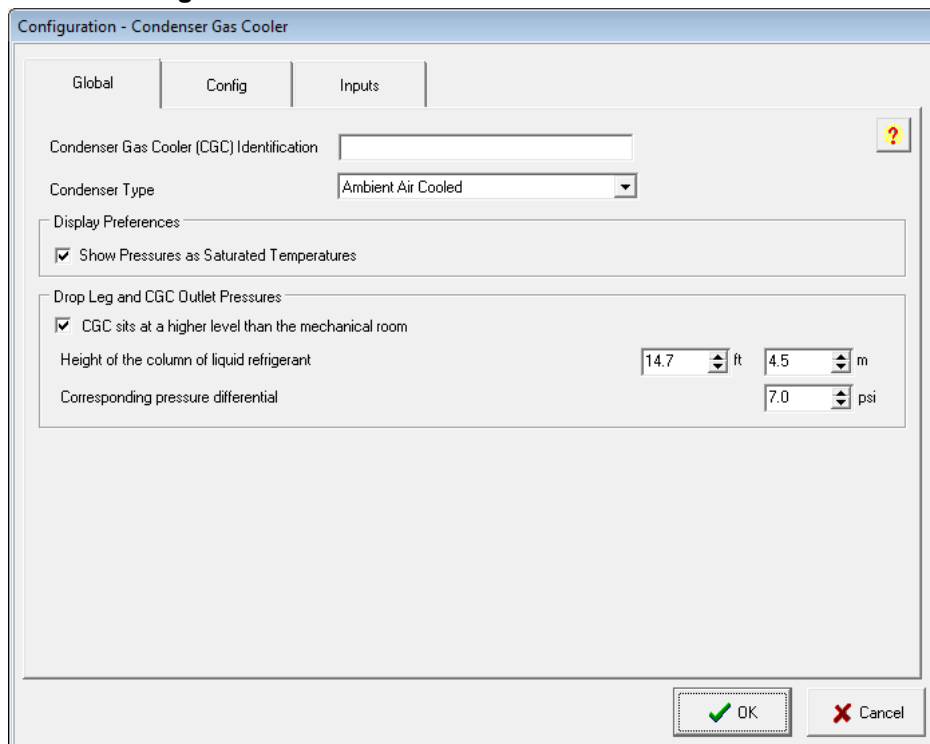 Configuration - Condenser Gas Cooler
Global Config Inputs
?
Condenser Gas Cooler (CGC) Identification
Condenser Type Ambient Air Cooled
Display Preferences
Show Pressures as Saturated Temperatures
Drop Leg and CGC Outlet Pressures
CGC sits at a higher level than the mechanical room
Height of the column of liquid refrigerant 14.7 ft 4.5 m
Corresponding pressure differential 7.0 psi
OK Cancel